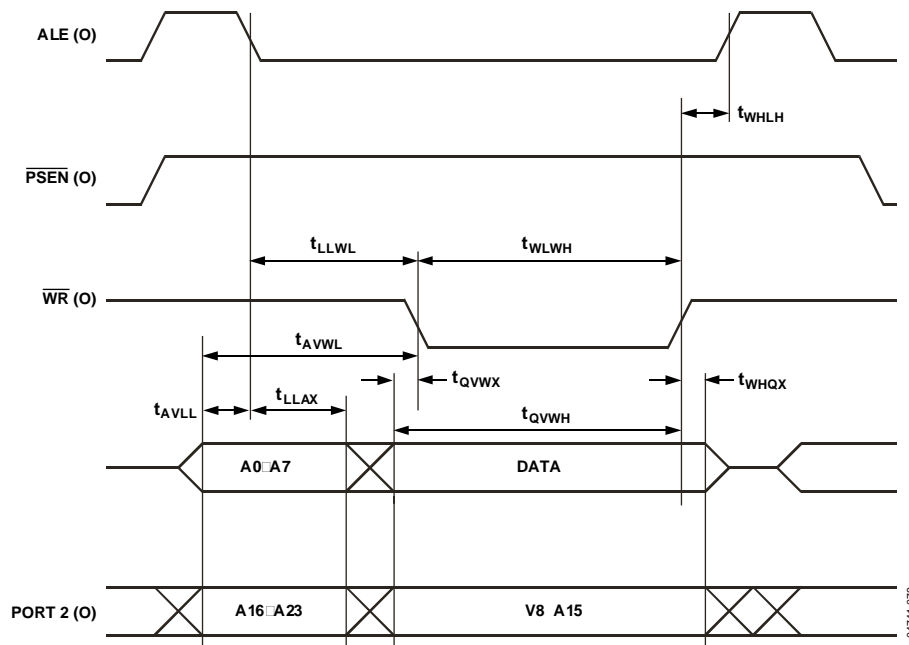 ALE (O)
tWHLH
PSEN (O)
tLLWL
tWLWH
WR (O)
tAVWL
tAVLL
tLLAX
tQVWX
tWHQX
tQVWH
A0□A7
DATA
PORT 2 (O)
A16□A23
V8 A15